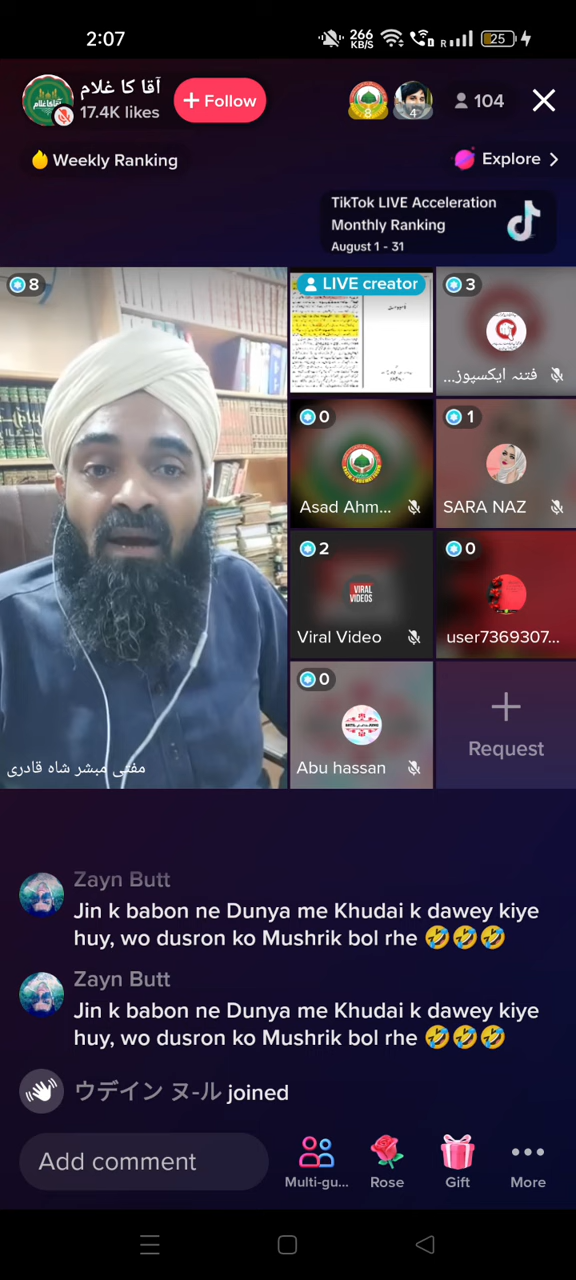 2:07
266
KB/S
R
25
آقا کا غلام
17.4K likes
+ Follow
8
4
104
Weekly Ranking
Explore
TikTok LIVE Acceleration
Monthly Ranking
August 1 - 31
8
LIVE creator
3
فتنہ ایکسپوز...
0
Asad Ahm...
1
SARA NAZ
2
VIRAL
VIDEOS
Viral Video
0
user7369307...
0
Abu hassan
Request
مفتی مبشر شاہ قادری
Zayn Butt
Jin k babon ne Dunya me Khudai k dawey kiye
huy, wo dusron ko Mushrik bol rhe 🤣🤣🤣
Zayn Butt
Jin k babon ne Dunya me Khudai k dawey kiye
huy, wo dusron ko Mushrik bol rhe 🤣🤣🤣
ウデイン ヌール joined
Add comment
Multi-gu...
Rose
Gift
More